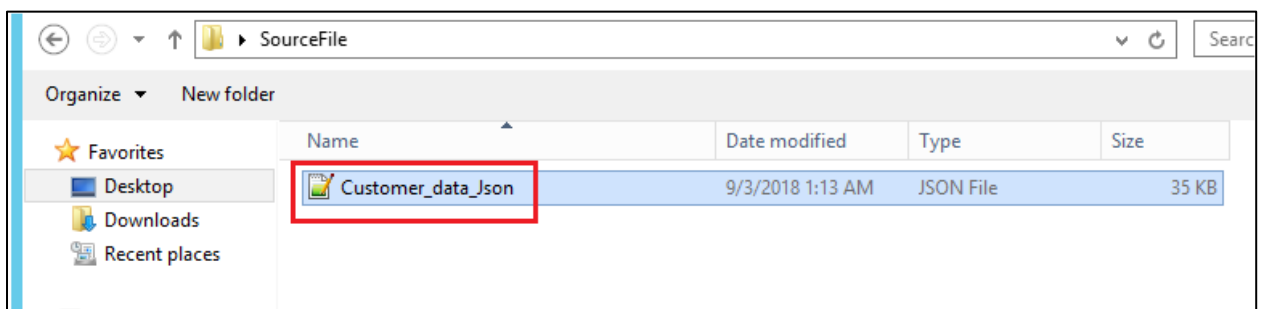 SourceFile
Searc
Organize
New folder
Name
Date modified
Type
Size
Favorites
Desktop
Downloads
Recent places
Customer_data_Json
9/3/2018 1:13 AM
JSON File
35 KB